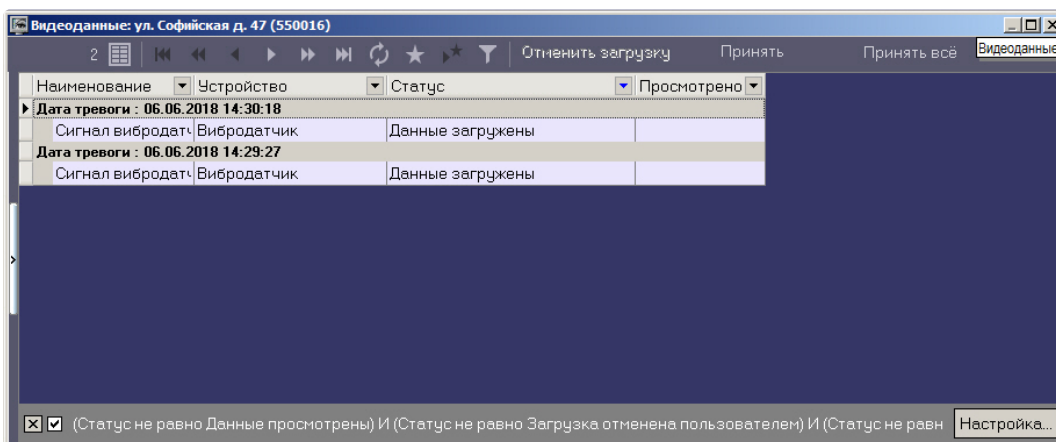 Видеоданные: ул. Софийская д. 47 (550016)
2 Отменить загрузку Принять Принять всё Видеоданные
Наименование Устройство Статус Просмотрено
Дата тревоги : 06.06.2018 14:30:18
Сигнал вибродатч Вибродатчик Данные загружены
Дата тревоги : 06.06.2018 14:29:27
Сигнал вибродатч Вибродатчик Данные загружены
(Статус не равно Данные просмотрены) И (Статус не равно Загрузка отменена пользователем) И (Статус не равн Настройка...